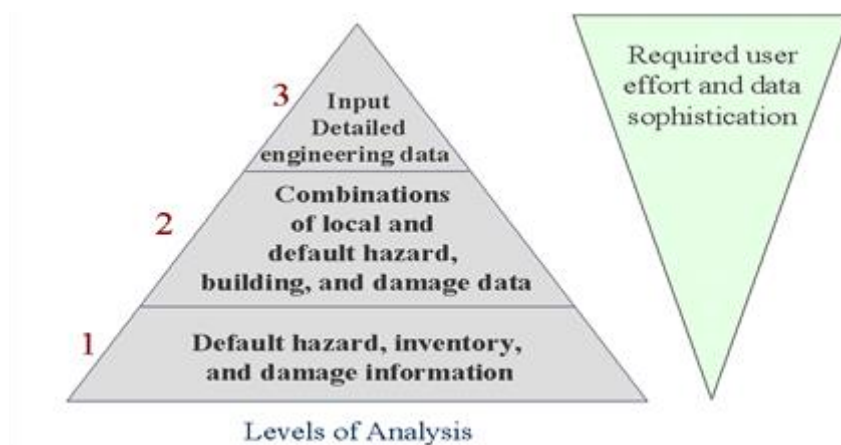 3
Input
Detailed
engineering data
2
Combinations
of local and
default hazard,
building, and damage data
1
Default hazard, inventory,
and damage information
Levels of Analysis
Required user
effort and data
sophistication